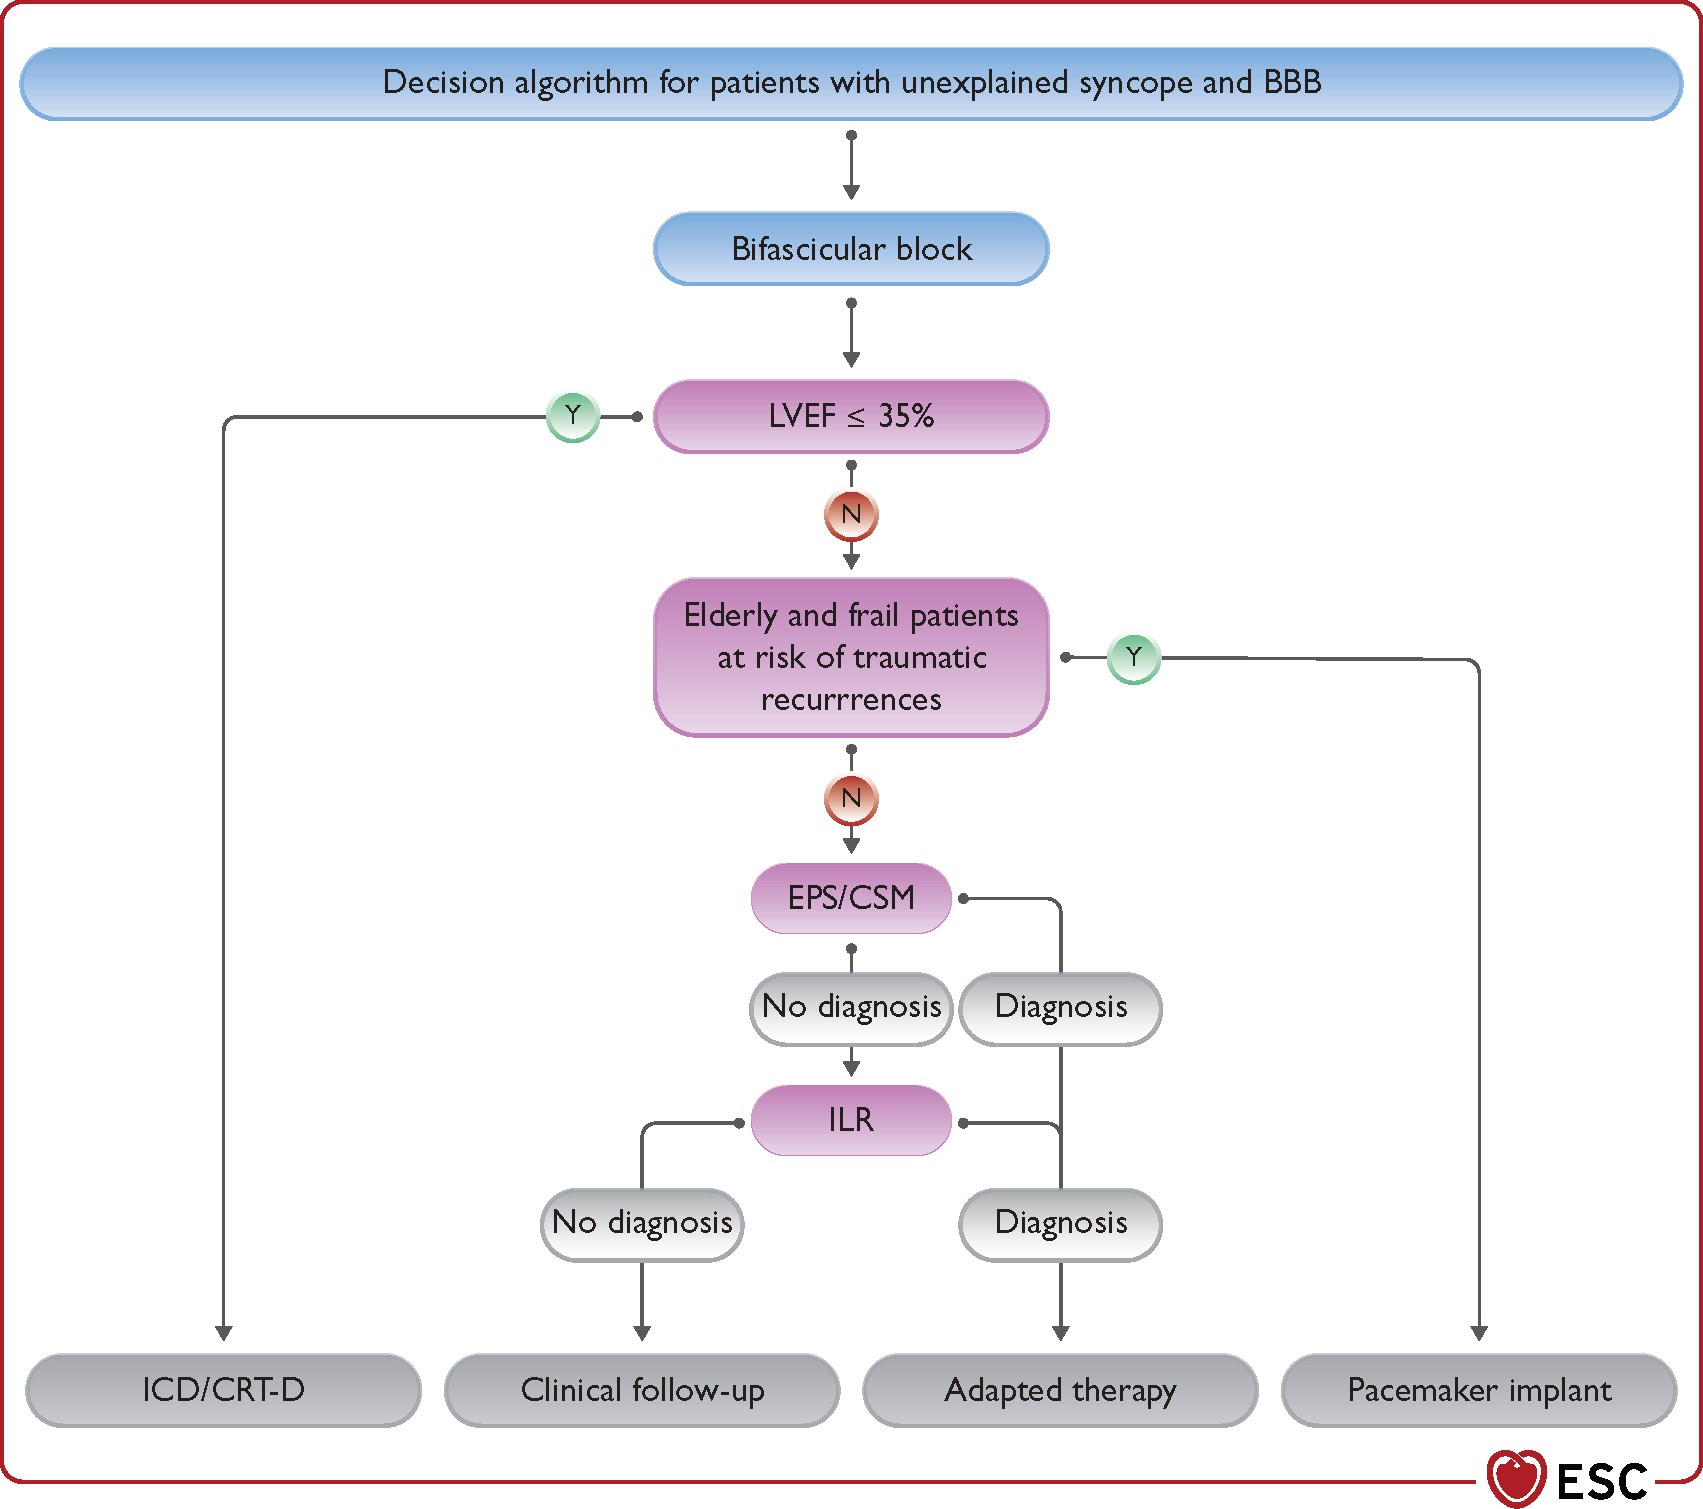 Decision algorithm for patients with unexplained syncope and BBB
Bifascicular block
Y
LVEF ≤ 35%
N
Elderly and frail patients
at risk of traumatic
recurrrences
Y
N
EPS/CSM
No diagnosis
Diagnosis
ILR
No diagnosis
Diagnosis
ICD/CRT-D
Clinical follow-up
Adapted therapy
Pacemaker implant
ESC